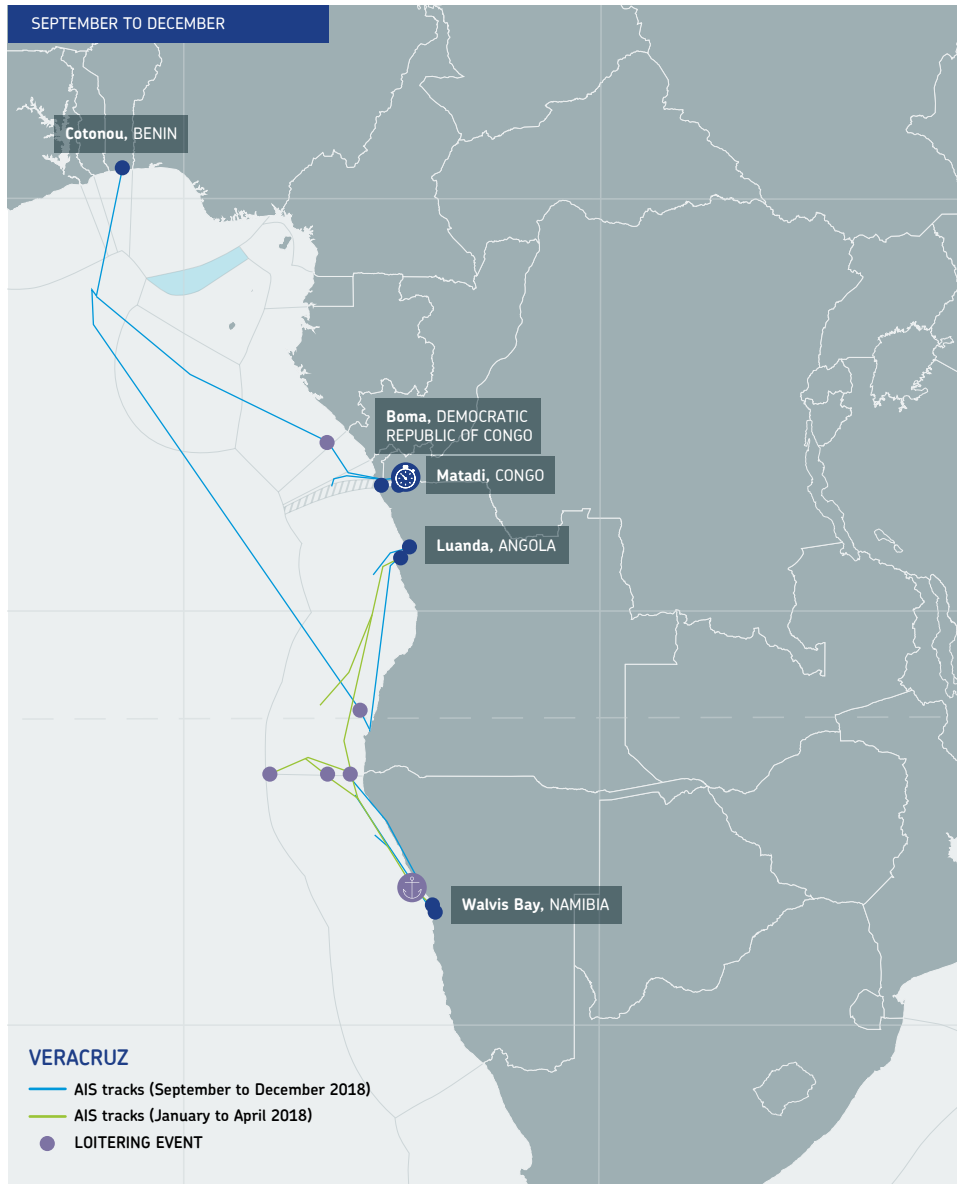 SEPTEMBER TO DECEMBER
Cotonou, BENIN
Boma, DEMOCRATIC
REPUBLIC OF CONGO
Matadi, CONGO
Luanda, ANGOLA
Walvis Bay, NAMIBIA
VERACRUZ
AIS tracks (September to December 2018)
AIS tracks (January to April 2018)
LOITERING EVENT